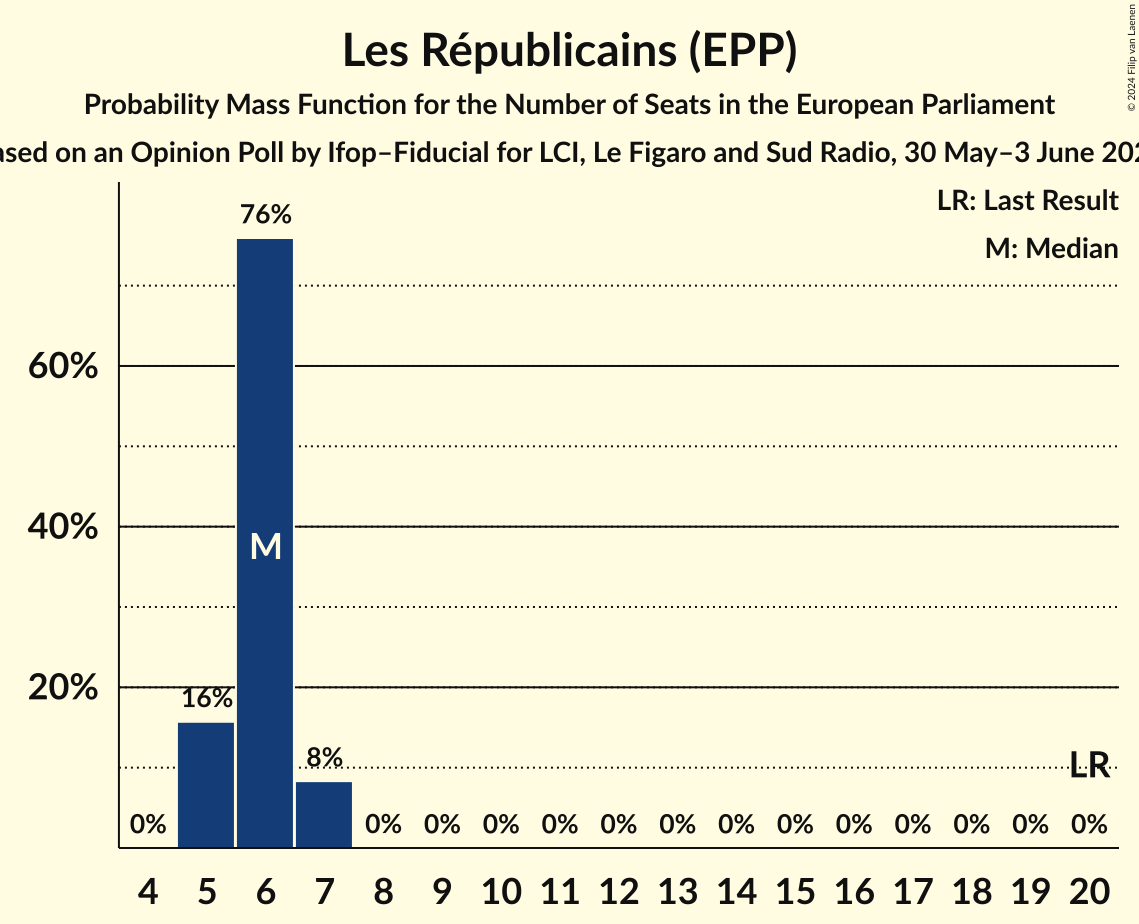 Les Républicains (EPP)
Probability Mass Function for the Number of Seats in the European Parliament
on an Opinion Poll by Ifop–Fiducial for LCI, Le Figaro and Sud Radio, 30 May–3 June
© 2024 Filip van Laenen
LR: Last Result
M: Median
76%
60%
40%
M
20%
16%
8%
LR
0% 0% 0% 0% 0% 0% 0% 0% 0% 0% 0% 0% 0% 0%
4 5 6 7 8 9 10 11 12 13 14 15 16 17 18 19 20